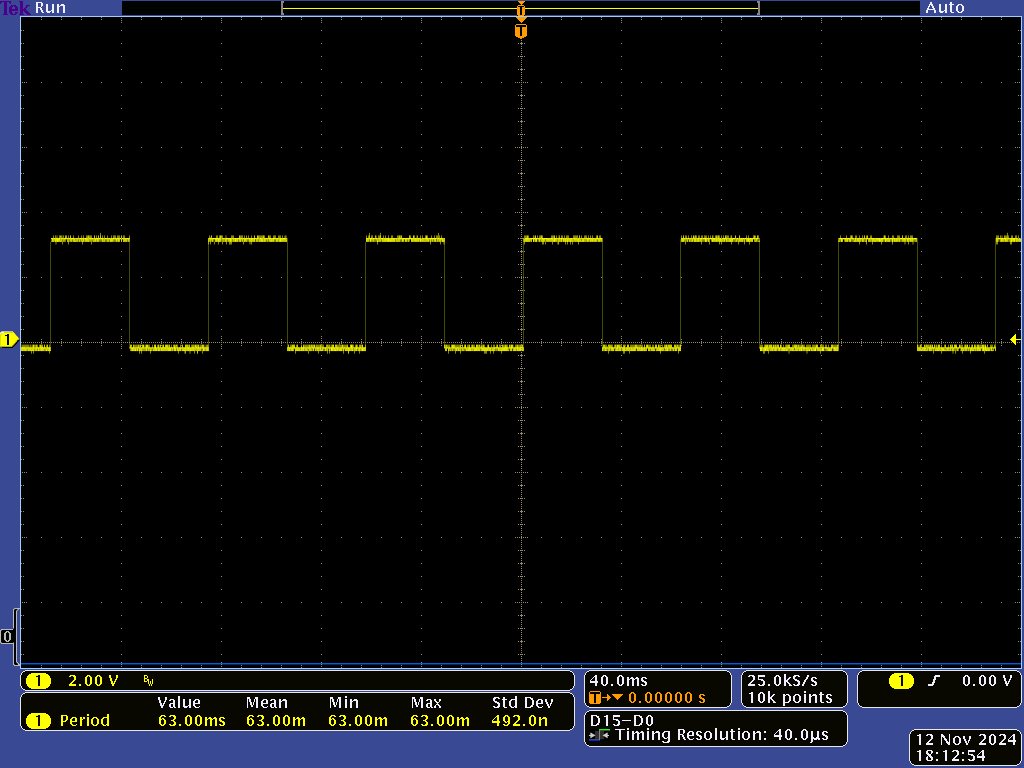 Tek Run Auto
T
T
1
0
1 2.00 V BW
40.0ms
T→▼ 0.00000 s
25.0kS/s
10k points
1 0.00 V
Value Mean Min Max Std Dev
1 Period 63.00ms 63.00m 63.00m 63.00m 492.0n
D15-D0
Timing Resolution: 40.0µs
12 Nov 2024
18:12:54